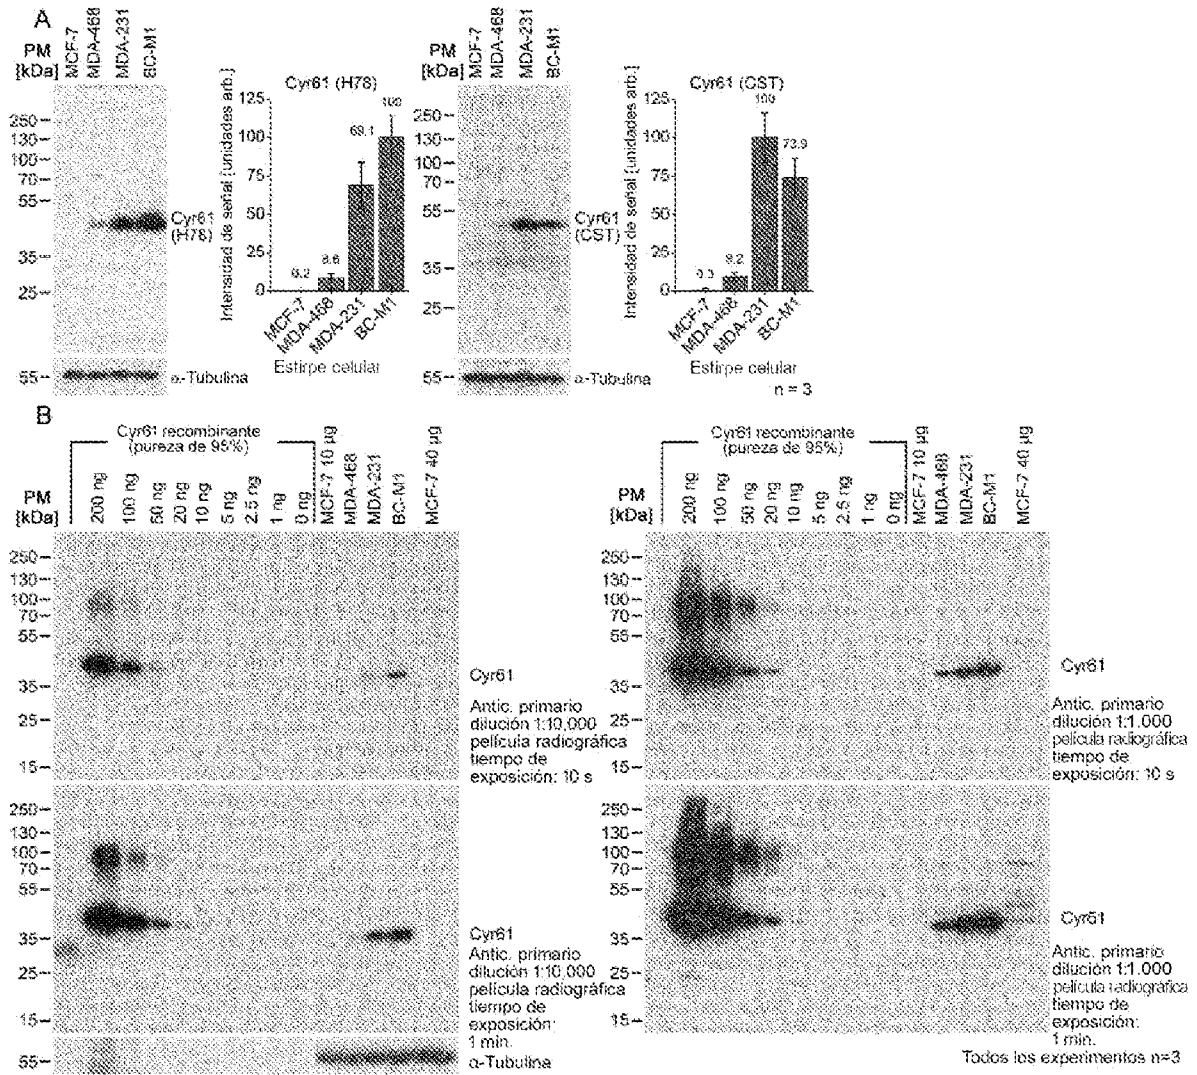 A
PM
[kDa]
MCF-7
MDA-468
MDA-231
BC-M1
250
130
100
70
55
35
25
Cyr61
(H78)
55
α-Tubulina
Cyr61 (H78)
Intensidad de señal [unidades arb.]
125
100
75
50
25
0
0.2
8.6
69.1
100
MCF-7
MDA-468
MDA-231
BC-M1
Estirpe celular
PM
[kDa]
MCF-7
MDA-468
MDA-231
BC-M1
250
130
100
70
55
35
25
Cyr61
(CST)
55
α-Tubulina
Cyr61 (CST)
Intensidad de señal [unidades arb.]
125
100
75
50
25
0
0.3
9.2
100
73.9
MCF-7
MDA-468
MDA-231
BC-M1
Estirpe celular
n = 3
B
Cyr61 recombinante
(pureza de 95%)
PM
[kDa]
200 ng
100 ng
50 ng
20 ng
10 ng
5 ng
2.5 ng
1 ng
0 ng
MCF-7 10 µg
MDA-468
MDA-231
BC-M1
MCF-7 40 µg
250
130
100
70
55
35
25
15
Cyr61
Antic. primario
dilución 1:10,000
película radiográfica
tiempo de
exposición: 10 s
250
130
100
70
55
35
25
15
Cyr61
Antic. primario
dilución 1:10,000
película radiográfica
tiempo de
exposición:
1 min.
55
α-Tubulina
Cyr61 recombinante
(pureza de 95%)
PM
[kDa]
200 ng
100 ng
50 ng
20 ng
10 ng
5 ng
2.5 ng
1 ng
0 ng
MCF-7 10 µg
MDA-468
MDA-231
BC-M1
MCF-7 40 µg
250
130
100
70
55
35
25
15
Cyr61
Antic. primario
dilución 1:1.000
película radiográfica
tiempo de
exposición: 10 s
250
130
100
70
55
35
25
15
Cyr61
Antic. primario
dilución 1:1.000
película radiográfica
tiempo de
exposición:
1 min.
Todos los experimentos n=3